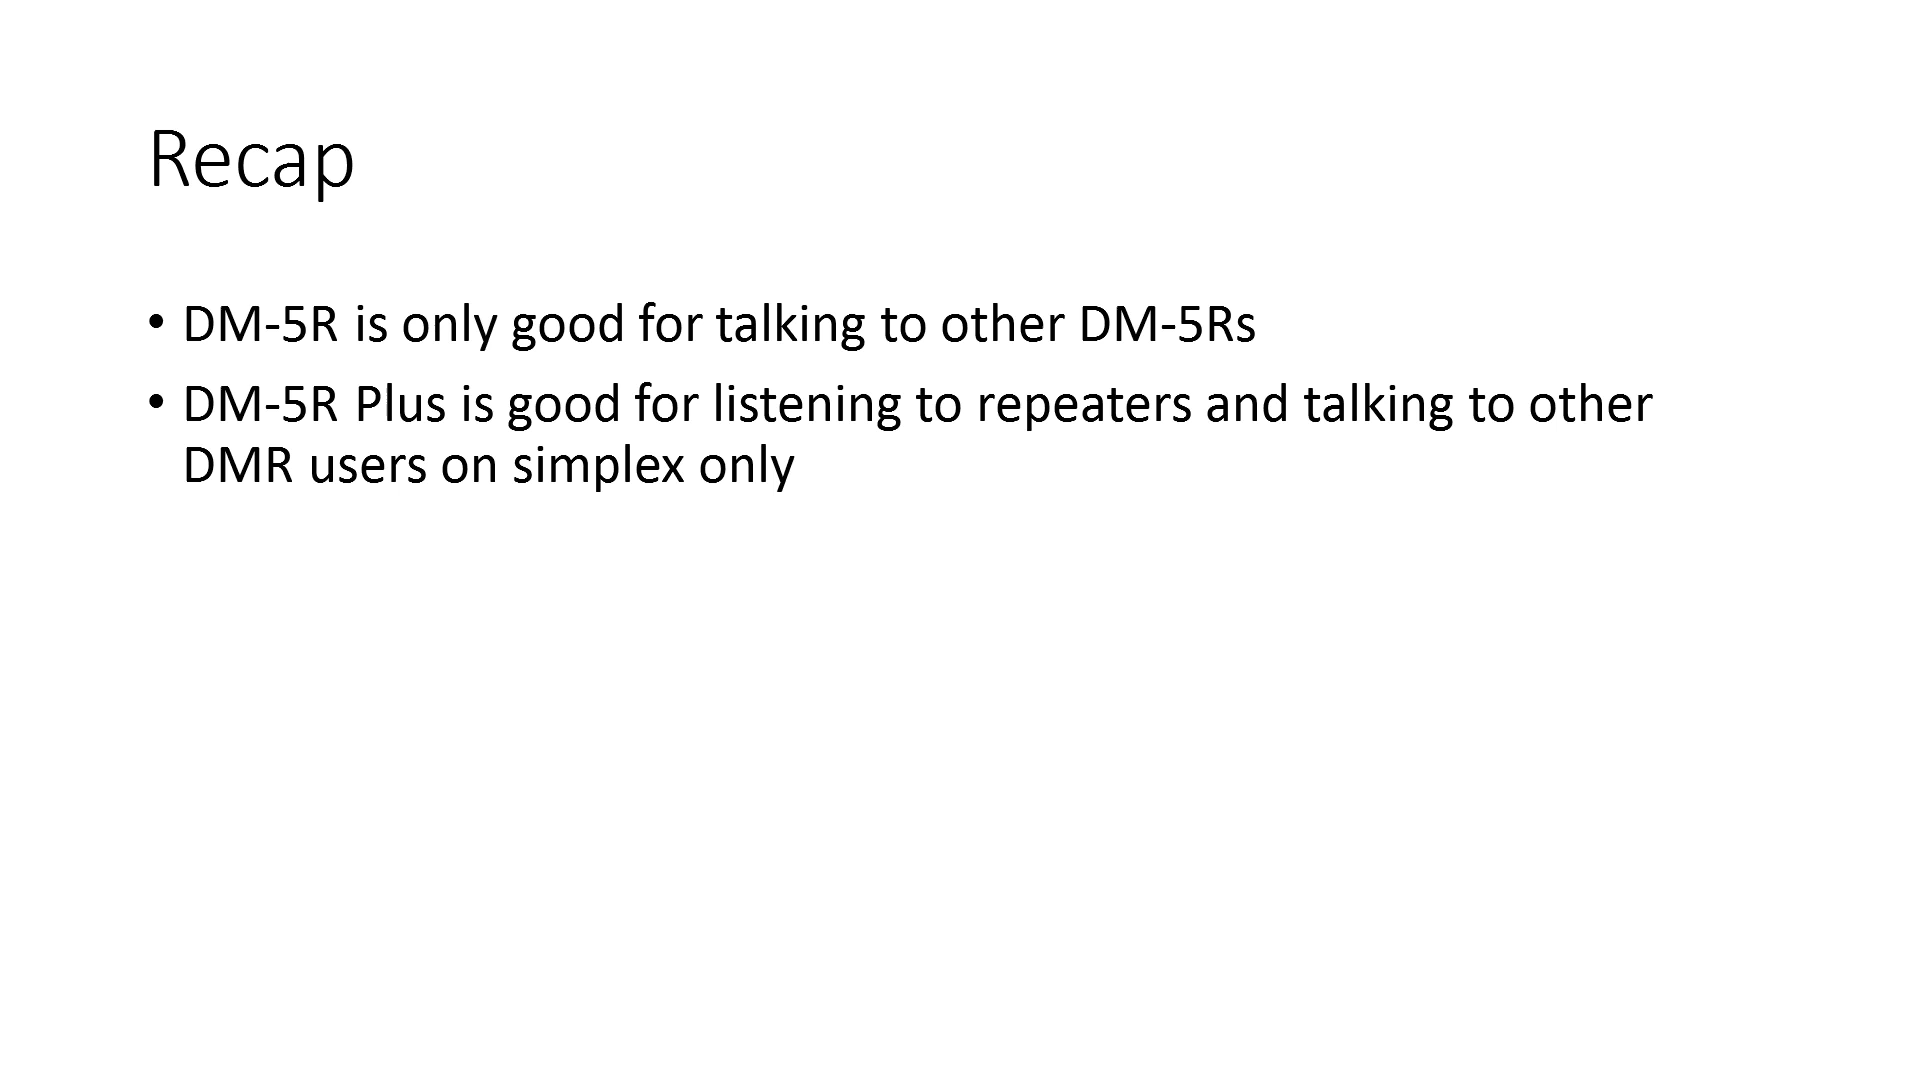 Recap
• DM-5R is only good for talking to other DM-5Rs
• DM-5R Plus is good for listening to repeaters and talking to other
DMR users on simplex only